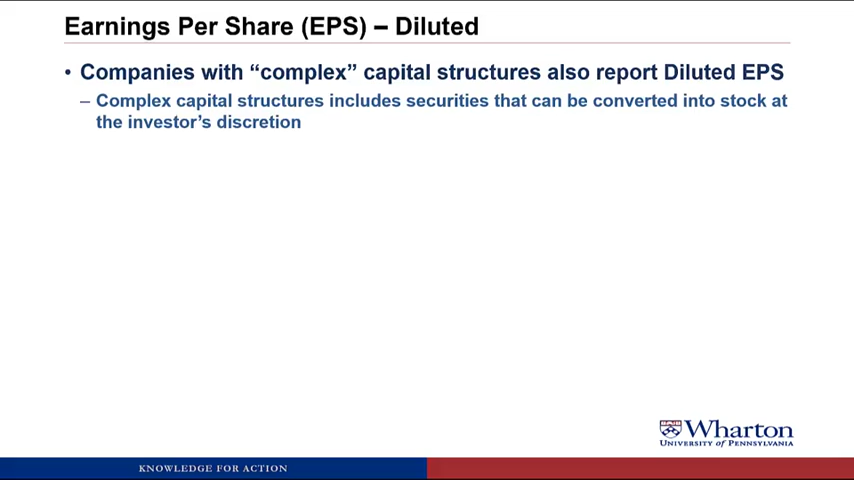 Earnings Per Share (EPS) – Diluted
• Companies with “complex” capital structures also report Diluted EPS
– Complex capital structures includes securities that can be converted into stock at
the investor’s discretion
Wharton
UNIVERSITY OF PENNSYLVANIA
KNOWLEDGE FOR ACTION